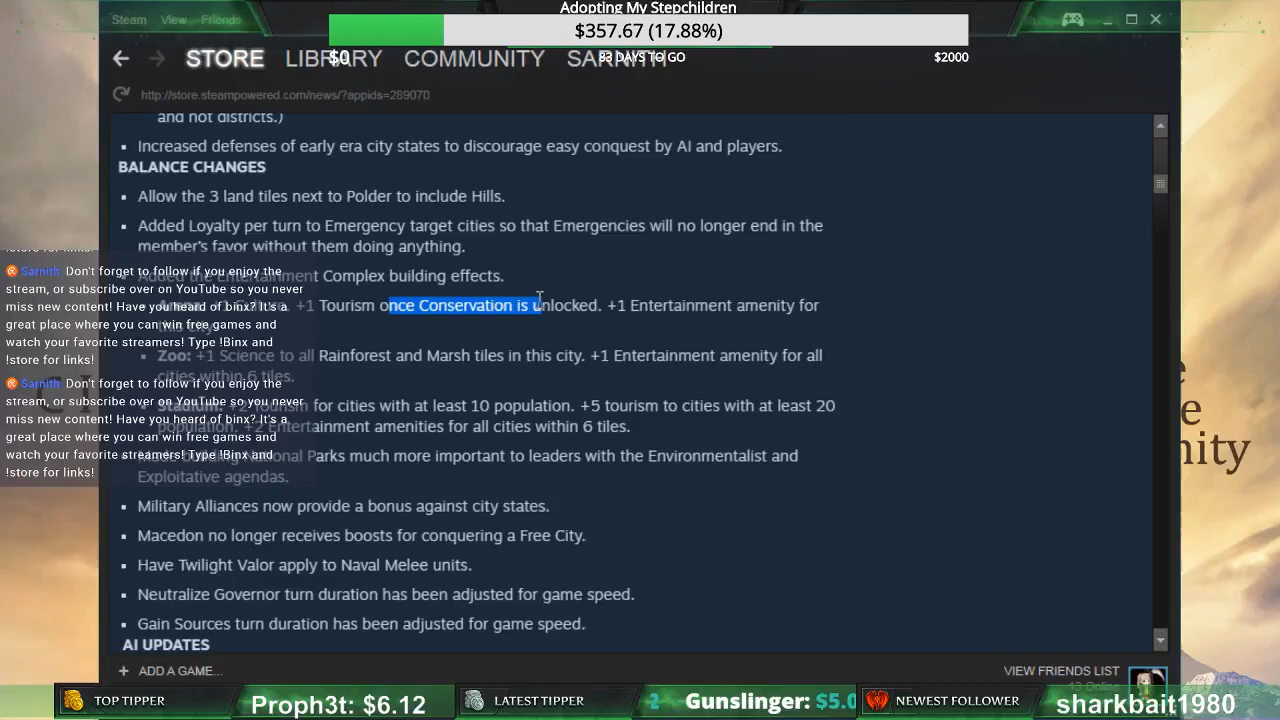 Adopting My Stepchildren
Steam View Friends
$357.67 (17.88%)
STORE LIBRARY COMMUNITY SARNITH
$0
DAYS TO GO
$2000
http://store.steampowered.com/news/?appids=289070
and not districts.)
Increased defenses of early era city states to discourage easy conquest by AI and players.
BALANCE CHANGES
Allow the 3 land tiles next to Polder to include Hills.
Added Loyalty per turn to Emergency target cities so that Emergencies will no longer end in the
member's favor without them doing anything.
Added the Entertainment Complex building effects.
+1 Tourism once Conservation is unlocked. +1 Entertainment amenity for
this city.
Zoo: +1 Science to all Rainforest and Marsh tiles in this city. +1 Entertainment amenity for all
cities within 6 tiles.
Stadium: +2 Tourism for cities with at least 10 population. +5 tourism to cities with at least 20
population. +2 Entertainment amenities for all cities within 6 tiles.
National Parks much more important to leaders with the Environmentalist and
Exploitative agendas.
Military Alliances now provide a bonus against city states.
Macedon no longer receives boosts for conquering a Free City.
Have Twilight Valor apply to Naval Melee units.
Neutralize Governor turn duration has been adjusted for game speed.
Gain Sources turn duration has been adjusted for game speed.
AI UPDATES
Sarnith Don't forget to follow if you enjoy the
stream, or subscribe over on YouTube so you never
miss new content! Have you heard of binx? It's a
great place where you can win free games and
watch your favorite streamers! Type !Binx and
!store for links!
Sarnith Don't forget to follow if you enjoy the
stream, or subscribe over on YouTube so you never
miss new content! Have you heard of binx? It's a
great place where you can win free games and
watch your favorite streamers! Type !Binx and
!store for links!
e
e
nity
+ ADD A GAME...
VIEW FRIENDS LIST
13 Online
TOP TIPPER
Proph3t: $6.12
LATEST TIPPER
2 Gunslinger: $5.0
NEWEST FOLLOWER
sharkbait1980